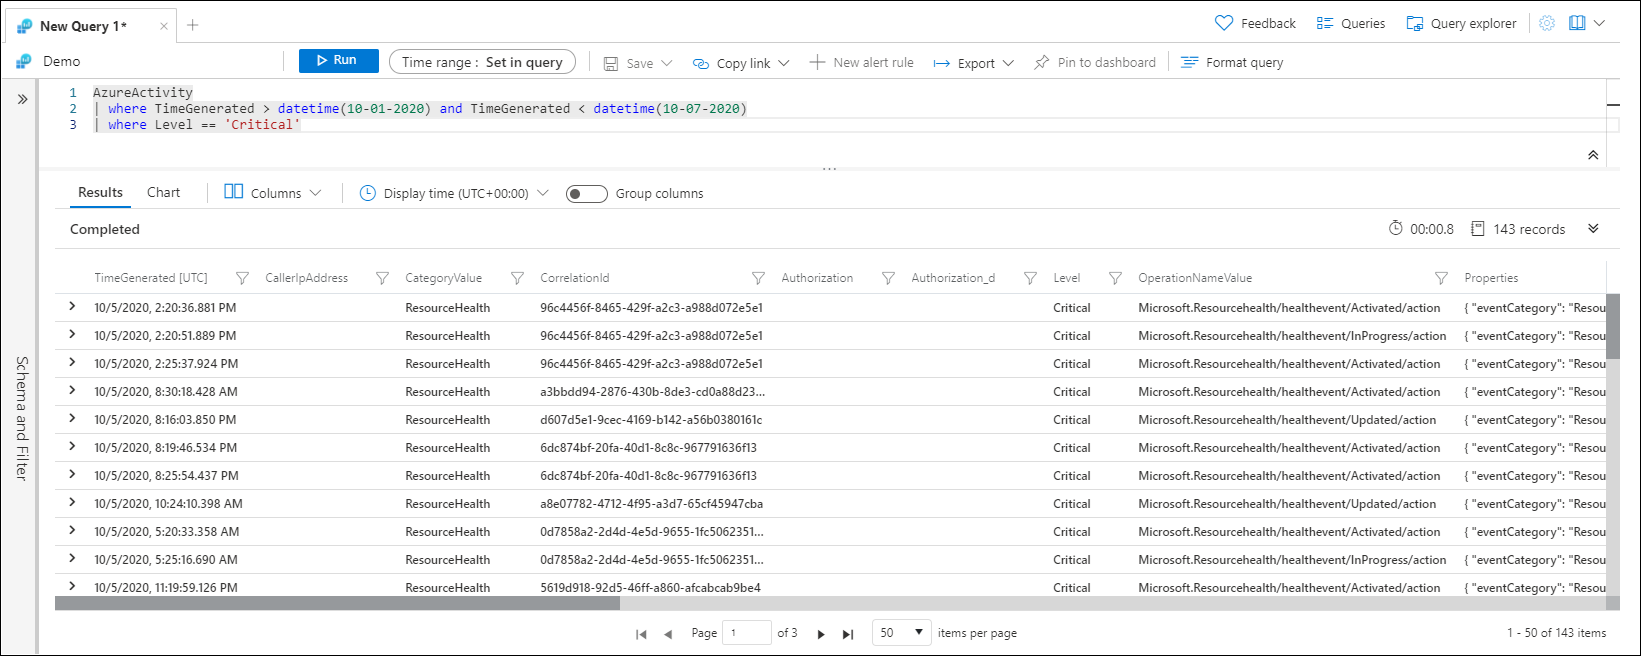 New Query 1*
Feedback Queries Query explorer
Demo Run Time range : Set in query Save Copy link New alert rule Export Pin to dashboard Format query
1 AzureActivity
2 | where TimeGenerated > datetime(10-01-2020) and TimeGenerated < datetime(10-07-2020)
3 | where Level == 'Critical'
Results Chart Columns Display time (UTC+00:00) Group columns
Completed 00:00.8 143 records
TimeGenerated [UTC] CallerIpAddress CategoryValue CorrelationId Authorization Authorization_d Level OperationNameValue Properties
10/5/2020, 2:20:36.881 PM ResourceHealth 96c4456f-8465-429f-a2c3-a988d072e5e1 Critical Microsoft.Resourcehealth/healthevent/Activated/action { "eventCategory": "Resou
10/5/2020, 2:20:51.889 PM ResourceHealth 96c4456f-8465-429f-a2c3-a988d072e5e1 Critical Microsoft.Resourcehealth/healthevent/InProgress/action { "eventCategory": "Resou
10/5/2020, 2:25:37.924 PM ResourceHealth 96c4456f-8465-429f-a2c3-a988d072e5e1 Critical Microsoft.Resourcehealth/healthevent/Activated/action { "eventCategory": "Resou
10/5/2020, 8:30:18.428 AM ResourceHealth a3bbdd94-2876-430b-8de3-cd0a88d23... Critical Microsoft.Resourcehealth/healthevent/Activated/action { "eventCategory": "Resou
10/5/2020, 8:16:03.850 PM ResourceHealth d607d5e1-9cec-4169-b142-a56b0380161c Critical Microsoft.Resourcehealth/healthevent/Updated/action { "eventCategory": "Resou
10/5/2020, 8:19:46.534 PM ResourceHealth 6dc874bf-20fa-40d1-8c8c-967791636f13 Critical Microsoft.Resourcehealth/healthevent/Activated/action { "eventCategory": "Resou
10/5/2020, 8:25:54.437 PM ResourceHealth 6dc874bf-20fa-40d1-8c8c-967791636f13 Critical Microsoft.Resourcehealth/healthevent/Activated/action { "eventCategory": "Resou
10/5/2020, 10:24:10.398 AM ResourceHealth a8e07782-4712-4f95-a3d7-65cf45947cba Critical Microsoft.Resourcehealth/healthevent/Updated/action { "eventCategory": "Resou
10/5/2020, 5:20:33.358 AM ResourceHealth 0d7858a2-2d4d-4e5d-9655-1fc5062351... Critical Microsoft.Resourcehealth/healthevent/Activated/action { "eventCategory": "Resou
10/5/2020, 5:25:16.690 AM ResourceHealth 0d7858a2-2d4d-4e5d-9655-1fc5062351... Critical Microsoft.Resourcehealth/healthevent/InProgress/action { "eventCategory": "Resou
10/5/2020, 11:19:59.126 PM ResourceHealth 5619d918-92d5-46ff-a860-afcabcab9be4 Critical Microsoft.Resourcehealth/healthevent/Activated/action { "eventCategory": "Resou
Page 1 of 3 50 items per page 1 - 50 of 143 items
Schema and Filter